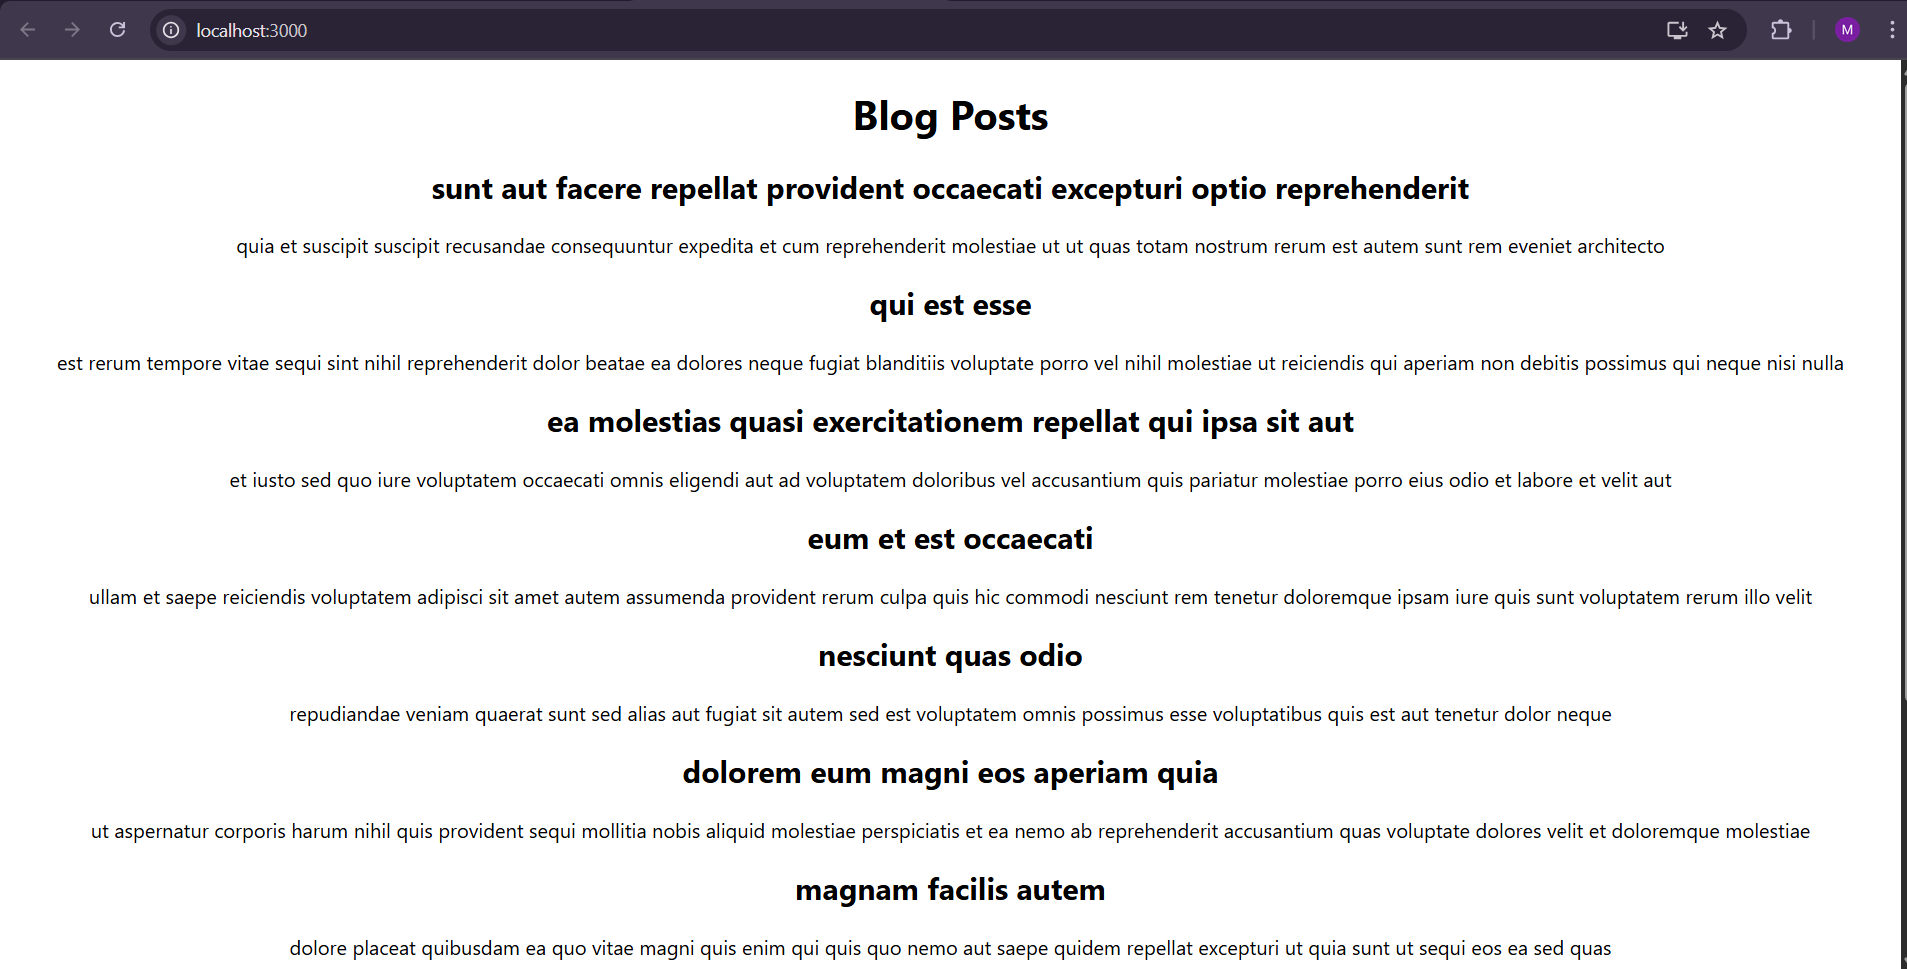 localhost:3000
M
Blog Posts
sunt aut facere repellat provident occaecati excepturi optio reprehenderit
quia et suscipit suscipit recusandae consequuntur expedita et cum reprehenderit molestiae ut ut quas totam nostrum rerum est autem sunt rem eveniet architecto
qui est esse
est rerum tempore vitae sequi sint nihil reprehenderit dolor beatae ea dolores neque fugiat blanditiis voluptate porro vel nihil molestiae ut reiciendis qui aperiam non debitis possimus qui neque nisi nulla
ea molestias quasi exercitationem repellat qui ipsa sit aut
et iusto sed quo iure voluptatem occaecati omnis eligendi aut ad voluptatem doloribus vel accusantium quis pariatur molestiae porro eius odio et labore et velit aut
eum et est occaecati
ullam et saepe reiciendis voluptatem adipisci sit amet autem assumenda provident rerum culpa quis hic commodi nesciunt rem tenetur doloremque ipsam iure quis sunt voluptatem rerum illo velit
nesciunt quas odio
repudiandae veniam quaerat sunt sed alias aut fugiat sit autem sed est voluptatem omnis possimus esse voluptatibus quis est aut tenetur dolor neque
dolorem eum magni eos aperiam quia
ut aspernatur corporis harum nihil quis provident sequi mollitia nobis aliquid molestiae perspiciatis et ea nemo ab reprehenderit accusantium quas voluptate dolores velit et doloremque molestiae
magnam facilis autem
dolore placeat quibusdam ea quo vitae magni quis enim qui quis quo nemo aut saepe quidem repellat excepturi ut quia sunt ut sequi eos ea sed quas